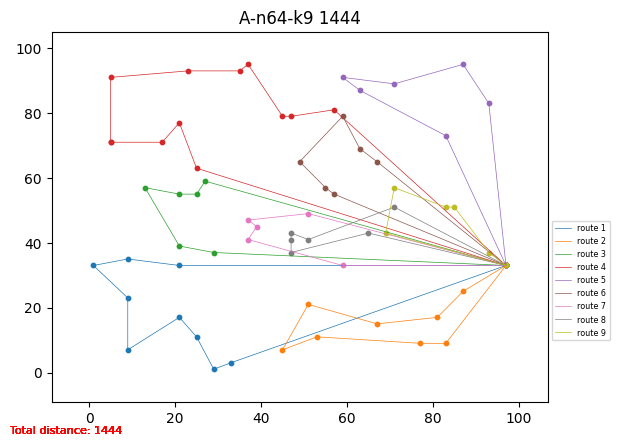 A-n64-k9 1444
100
80
60
40
20
0
0 20 40 60 80 100
route 1
route 2
route 3
route 4
route 5
route 6
route 7
route 8
route 9
Total distance: 1444